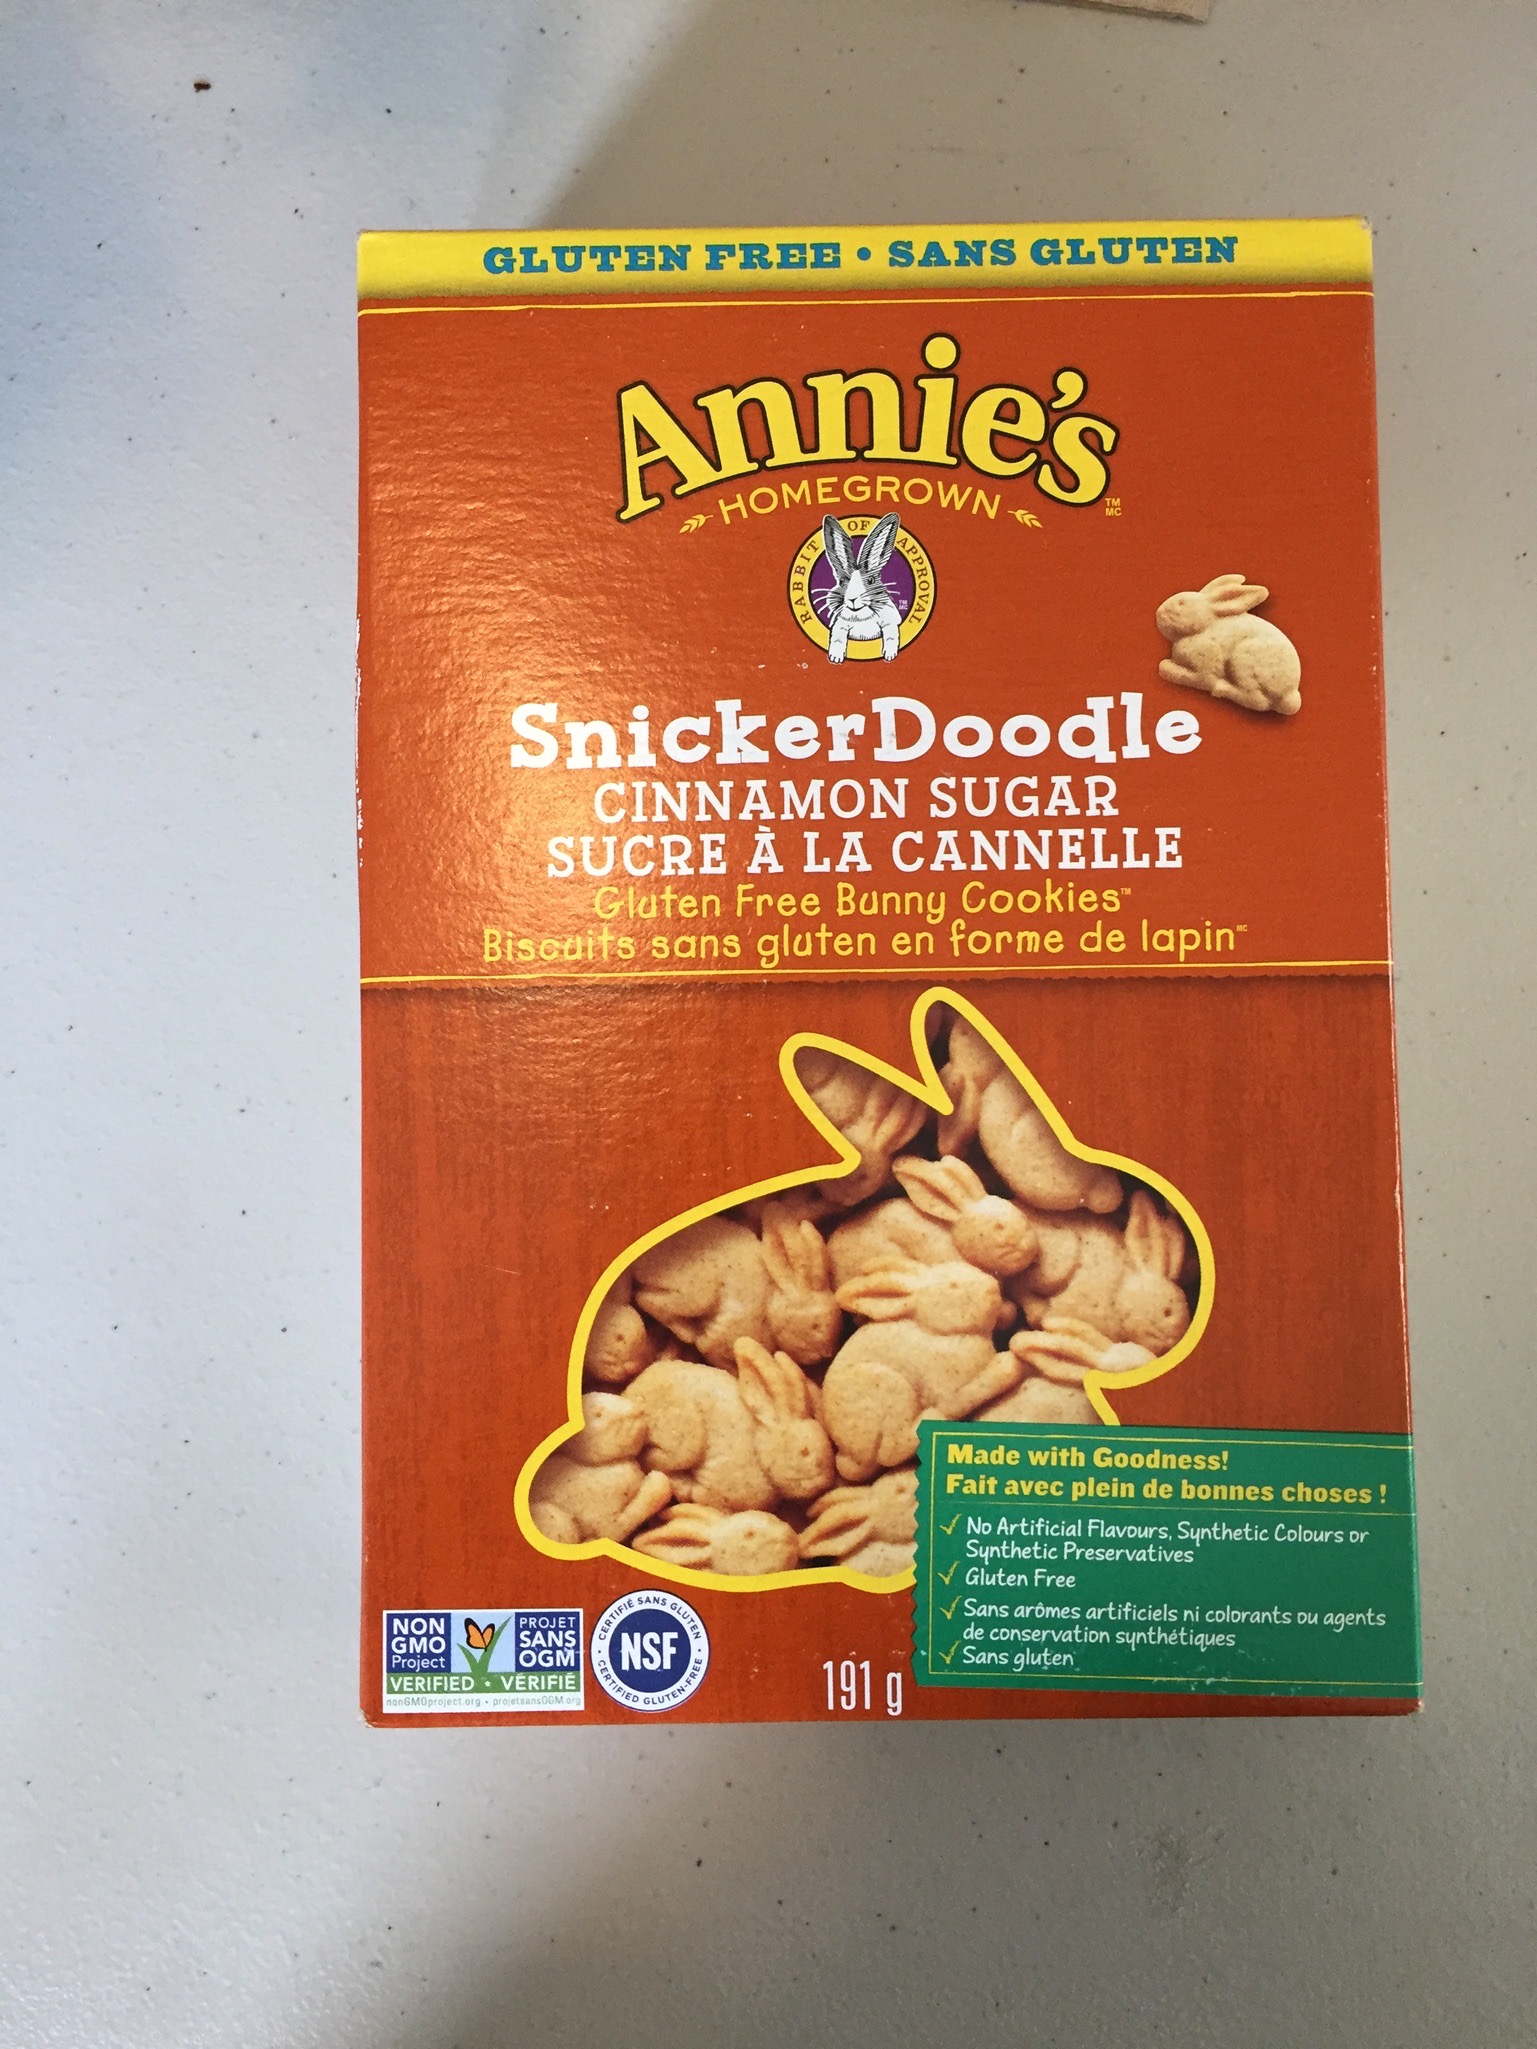 GLUTEN FREE • SANS GLUTEN
Annie's
HOMEGROWN
TM
MC
RABBIT OF APPROVAL
TM
MC
SnickerDoodle
CINNAMON SUGAR
SUCRE À LA CANNELLE
Gluten Free Bunny Cookies™
Biscuits sans gluten en forme de lapin MC
Made with Goodness!
Fait avec plein de bonnes choses !
✓ No Artificial Flavours, Synthetic Colours or
Synthetic Preservatives
✓ Gluten Free
✓ Sans arômes artificiels ni colorants ou agents
de conservation synthétiques
✓ Sans gluten
NON
GMO
Project
PROJET
SANS
OGM
VERIFIED • VÉRIFIÉ
nonGMOproject.org • projetsansOGM.org
CERTIFIÉ SANS GLUTEN
NSF
CERTIFIED GLUTEN-FREE
191 g